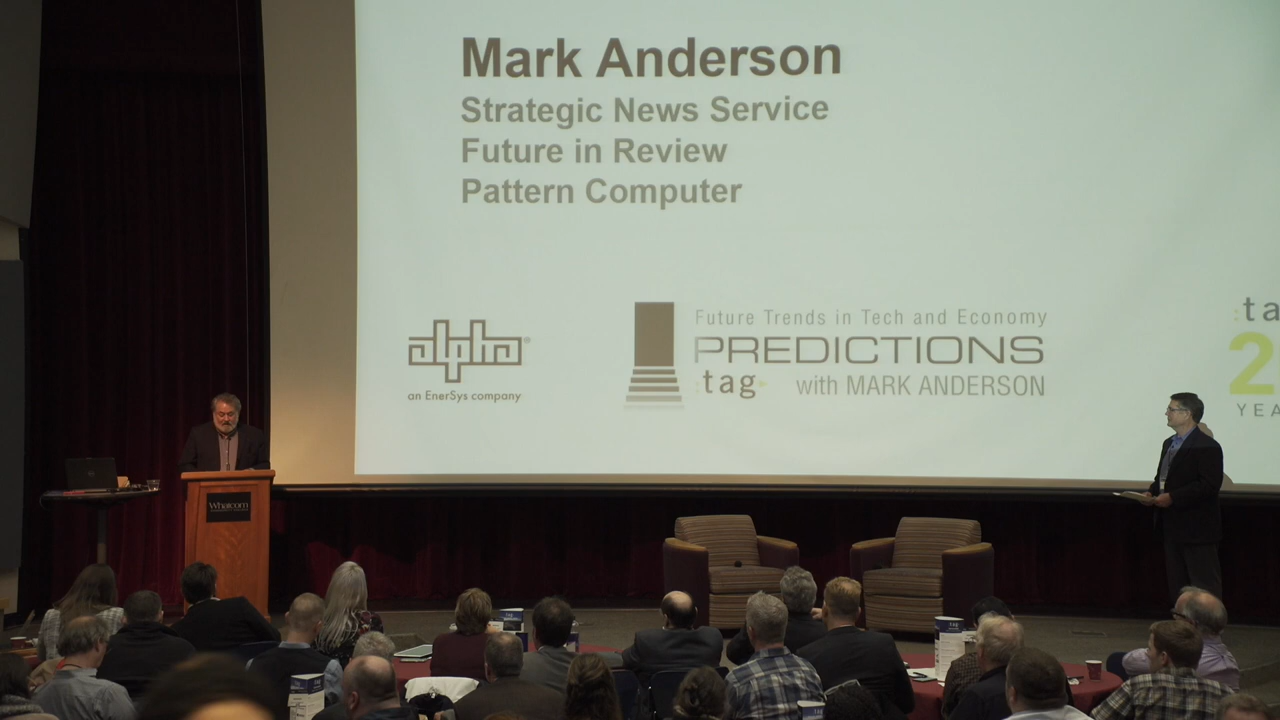 Mark Anderson
Strategic News Service
Future in Review
Pattern Computer
alpha®
an EnerSys company
Future Trends in Tech and Economy
PREDICTIONS
:tag with MARK ANDERSON
:ta
2
YEA
Whatcom